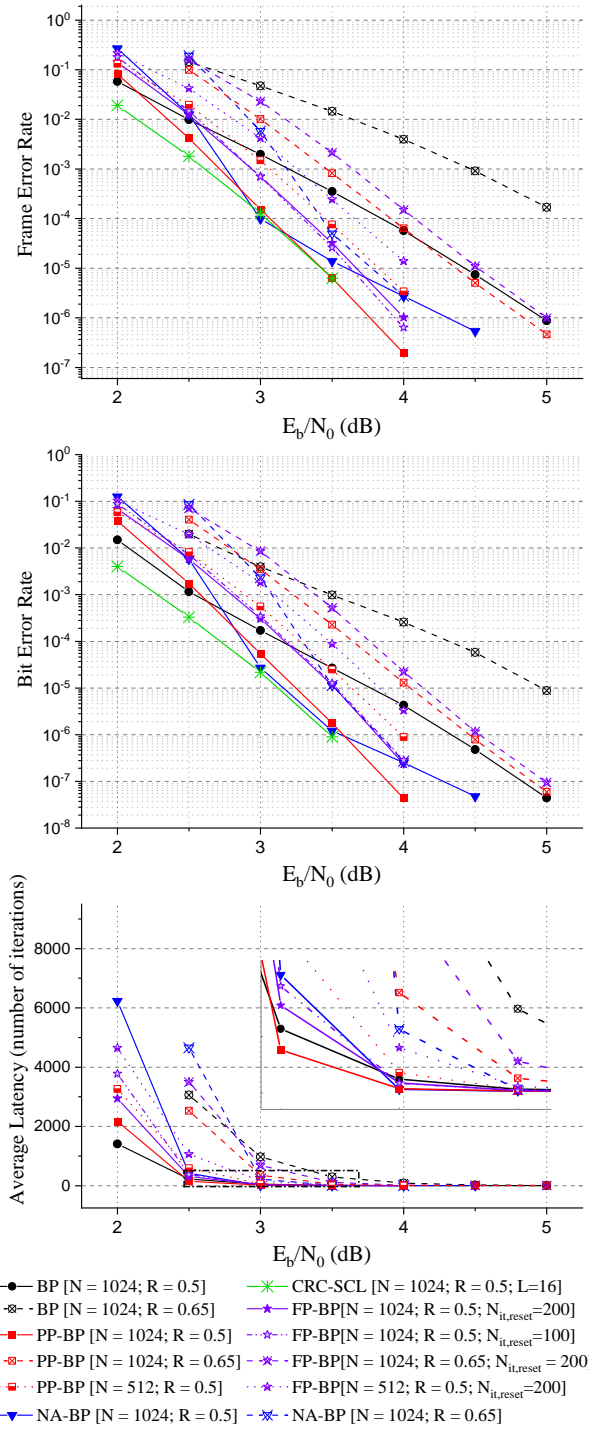 10^0
10^-1
10^-2
10^-3
10^-4
10^-5
10^-6
10^-7
Frame Error Rate
2 3 4 5
E_b/N_0 (dB)
10^0
10^-1
10^-2
10^-3
10^-4
10^-5
10^-6
10^-7
10^-8
Bit Error Rate
2 3 4 5
E_b/N_0 (dB)
8000
6000
4000
2000
0
Average Latency (number of iterations)
2 3 4 5
E_b/N_0 (dB)
BP [N = 1024; R = 0.5]
CRC-SCL [N = 1024; R = 0.5; L=16]
BP [N = 1024; R = 0.65]
FP-BP[N = 1024; R = 0.5; N_it,reset=200]
PP-BP [N = 1024; R = 0.5]
FP-BP[N = 1024; R = 0.5; N_it,reset=100]
PP-BP [N = 1024; R = 0.65]
FP-BP[N = 1024; R = 0.65; N_it,reset = 200]
PP-BP [N = 512; R = 0.5]
FP-BP[N = 512; R = 0.5; N_it,reset=200]
NA-BP [N = 1024; R = 0.5]
NA-BP [N = 1024; R = 0.65]